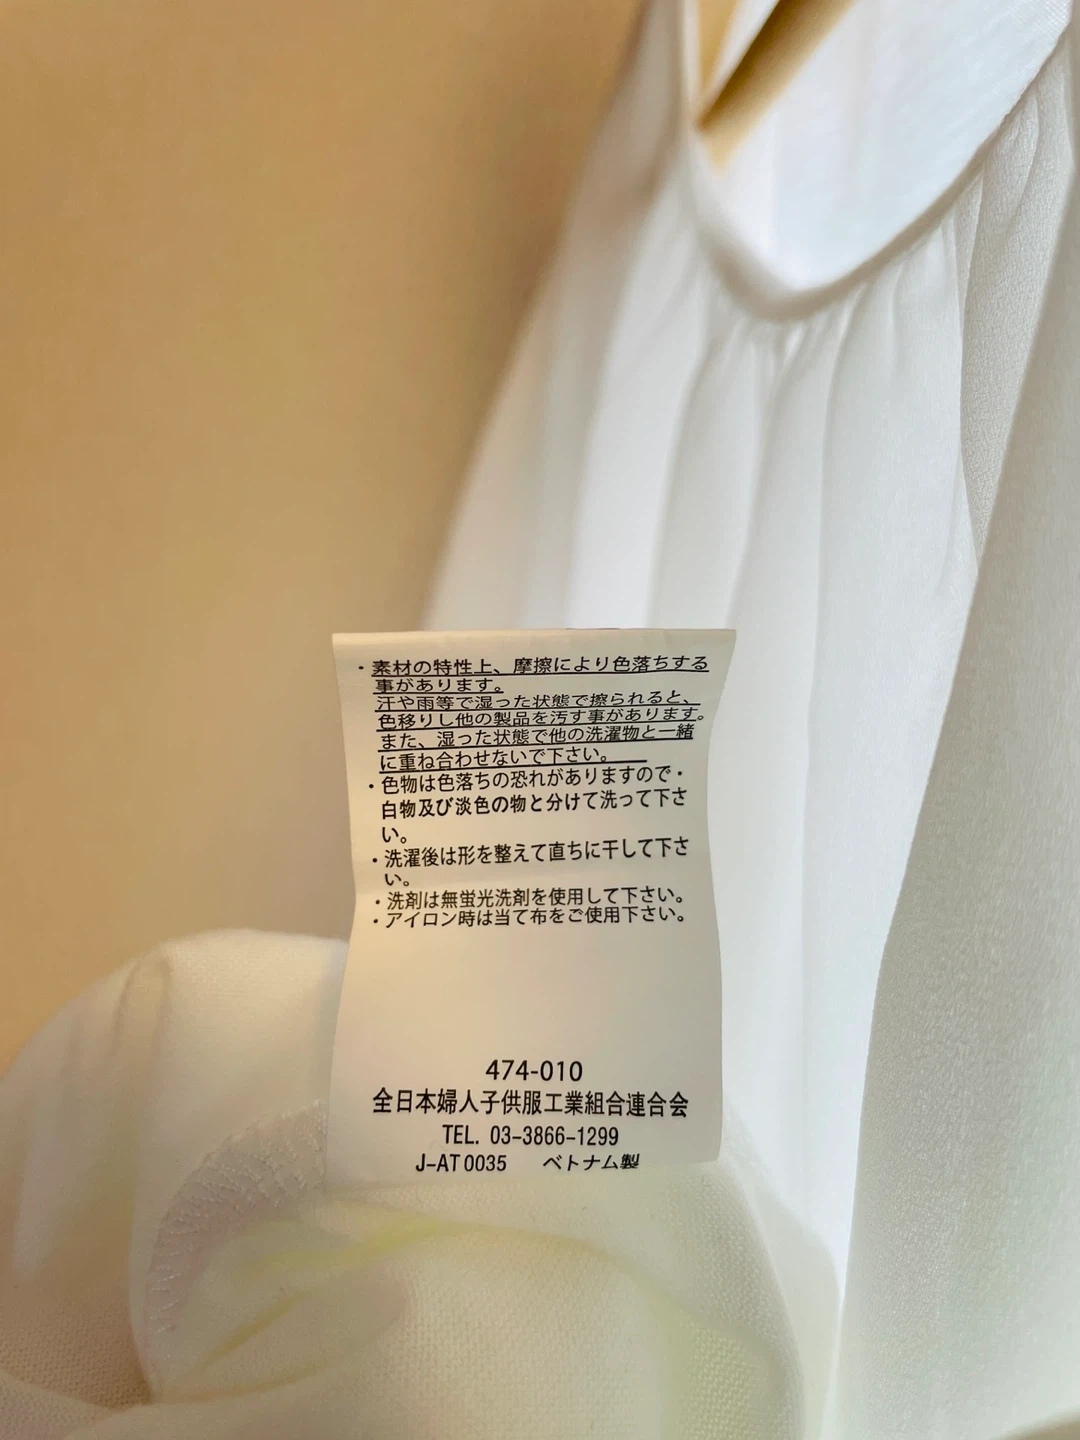 ・素材の特性上、摩擦により色落ちする
事があります。
汗や雨等で湿った状態で擦られると、
色移りし他の製品を汚す事があります。
また、湿った状態で他の洗濯物と一緒
に重ね合わせないで下さい。
・色物は色落ちの恐れがありますので・
白物及び淡色の物と分けて洗って下さ
い。
・洗濯後は形を整えて直ちに干して下さ
い。
・洗剤は無蛍光洗剤を使用して下さい。
・アイロン時は当て布をご使用下さい。
474-010
全日本婦人子供服工業組合連合会
TEL. 03-3866-1299
J-AT0035 ベトナム製